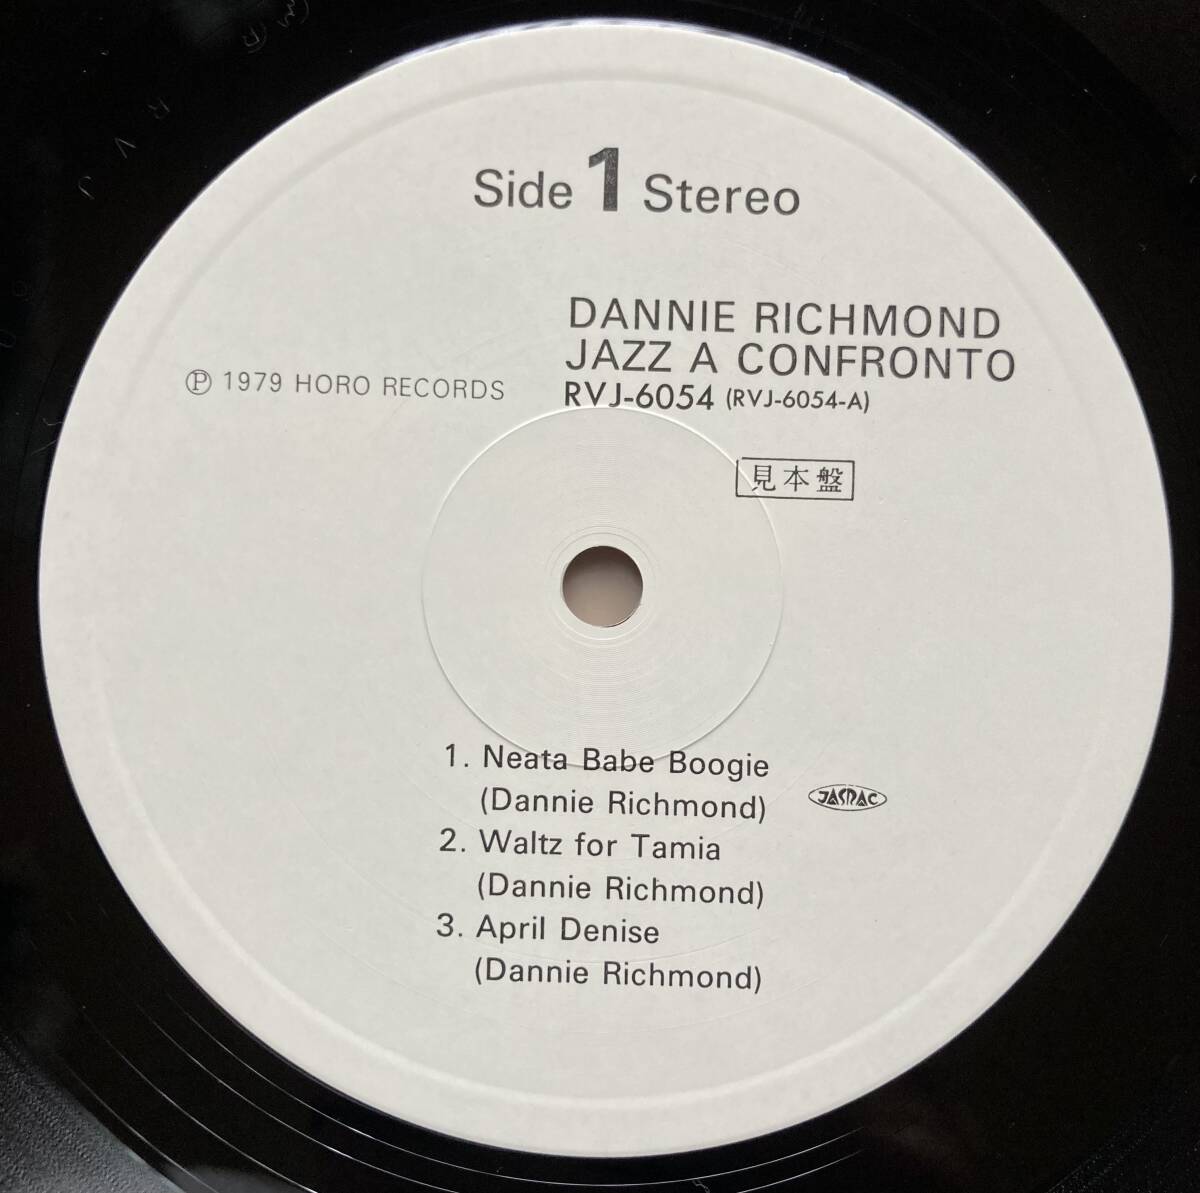 Side 1 Stereo
DANNIE RICHMOND
JAZZ A CONFRONTO
℗ 1979 HORO RECORDS
RVJ-6054 (RVJ-6054-A)
見本盤
1. Neata Babe Boogie
(Dannie Richmond)
JASRAC
2. Waltz for Tamia
(Dannie Richmond)
3. April Denise
(Dannie Richmond)